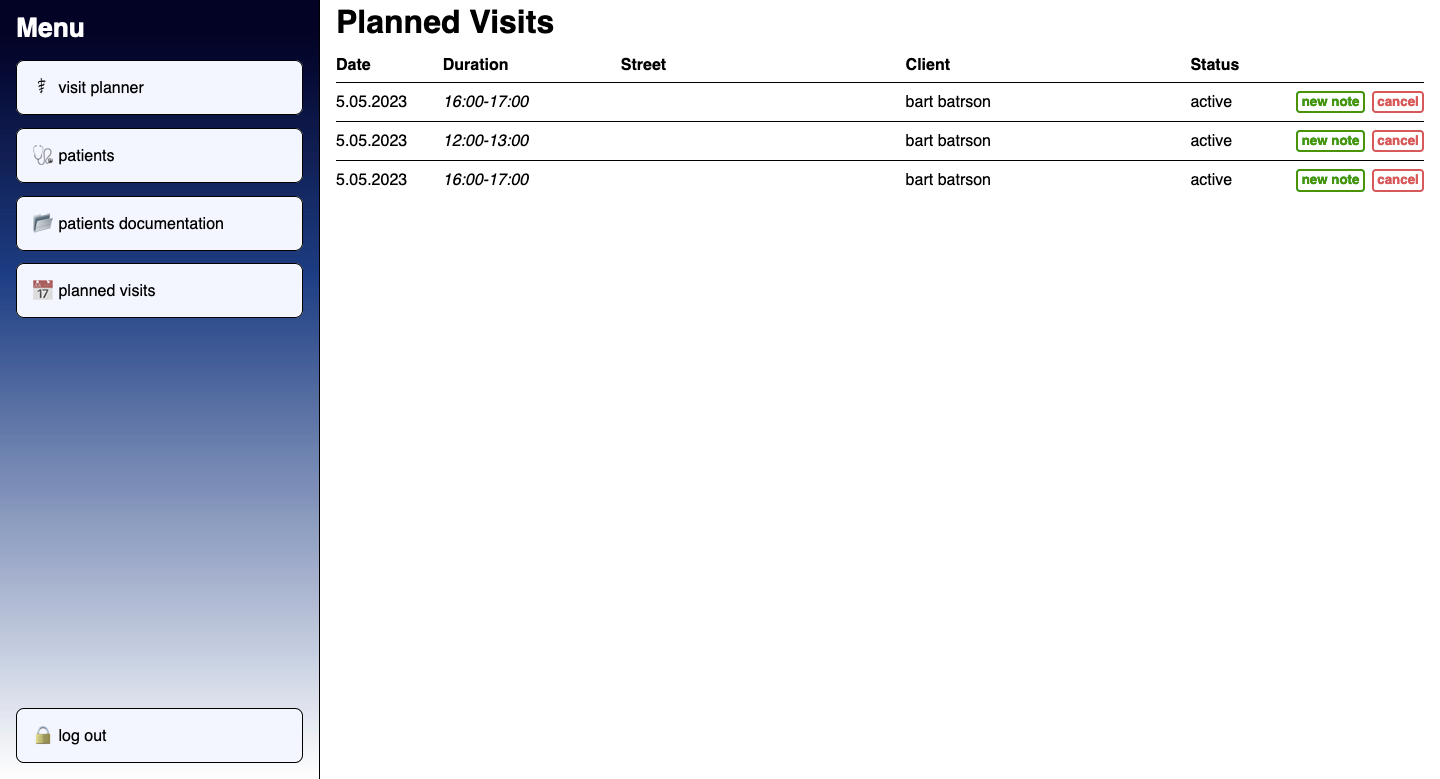 Menu
visit planner
patients
patients documentation
17 planned visits
log out
Planned Visits
Date Duration Street Client Status
5.05.2023 16:00-17:00 bart batrson active new note cancel
5.05.2023 12:00-13:00 bart batrson active new note cancel
5.05.2023 16:00-17:00 bart batrson active new note cancel